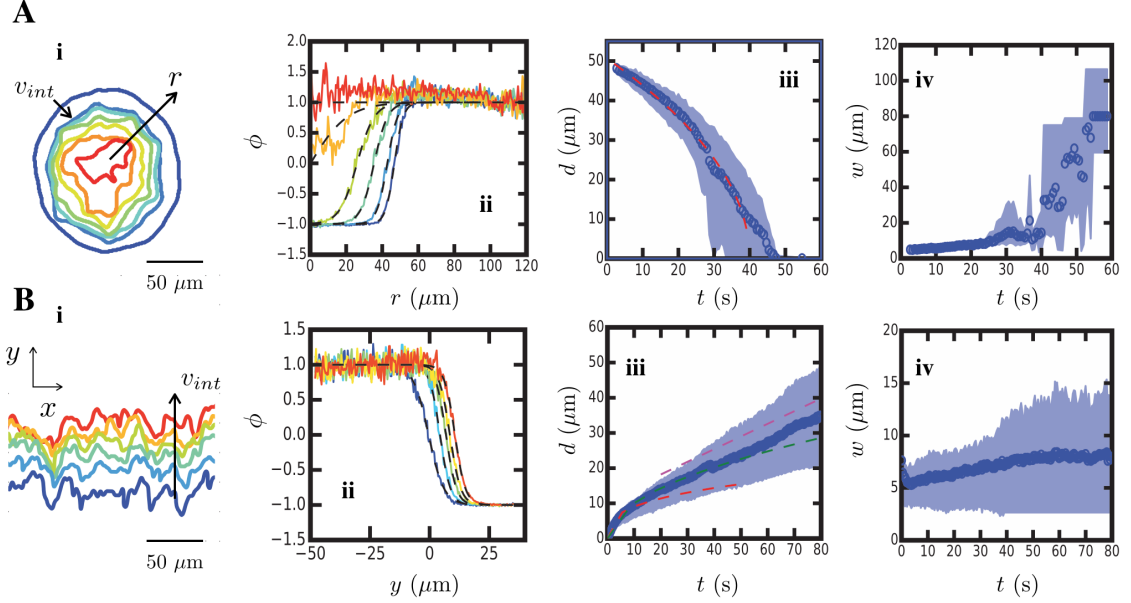 A
i
v_int
r
50 μm
2.0
1.5
1.0
0.5
0.0
−0.5
−1.0
−1.5
ϕ
ii
0 20 40 60 80 100 120
r (μm)
50
40
30
20
10
0
d (μm)
iii
0 10 20 30 40 50 60
t (s)
120
100
80
60
40
20
0
w (μm)
iv
0 10 20 30 40 50 60
t (s)
B
i
y
x
v_int
50 μm
1.5
1.0
0.5
0.0
−0.5
−1.0
−1.5
ϕ
ii
−50 −25 0 25
y (μm)
60
50
40
30
20
10
0
d (μm)
iii
0 10 20 30 40 50 60 70 80
t (s)
20
15
10
5
0
w (μm)
iv
0 10 20 30 40 50 60 70 80
t (s)